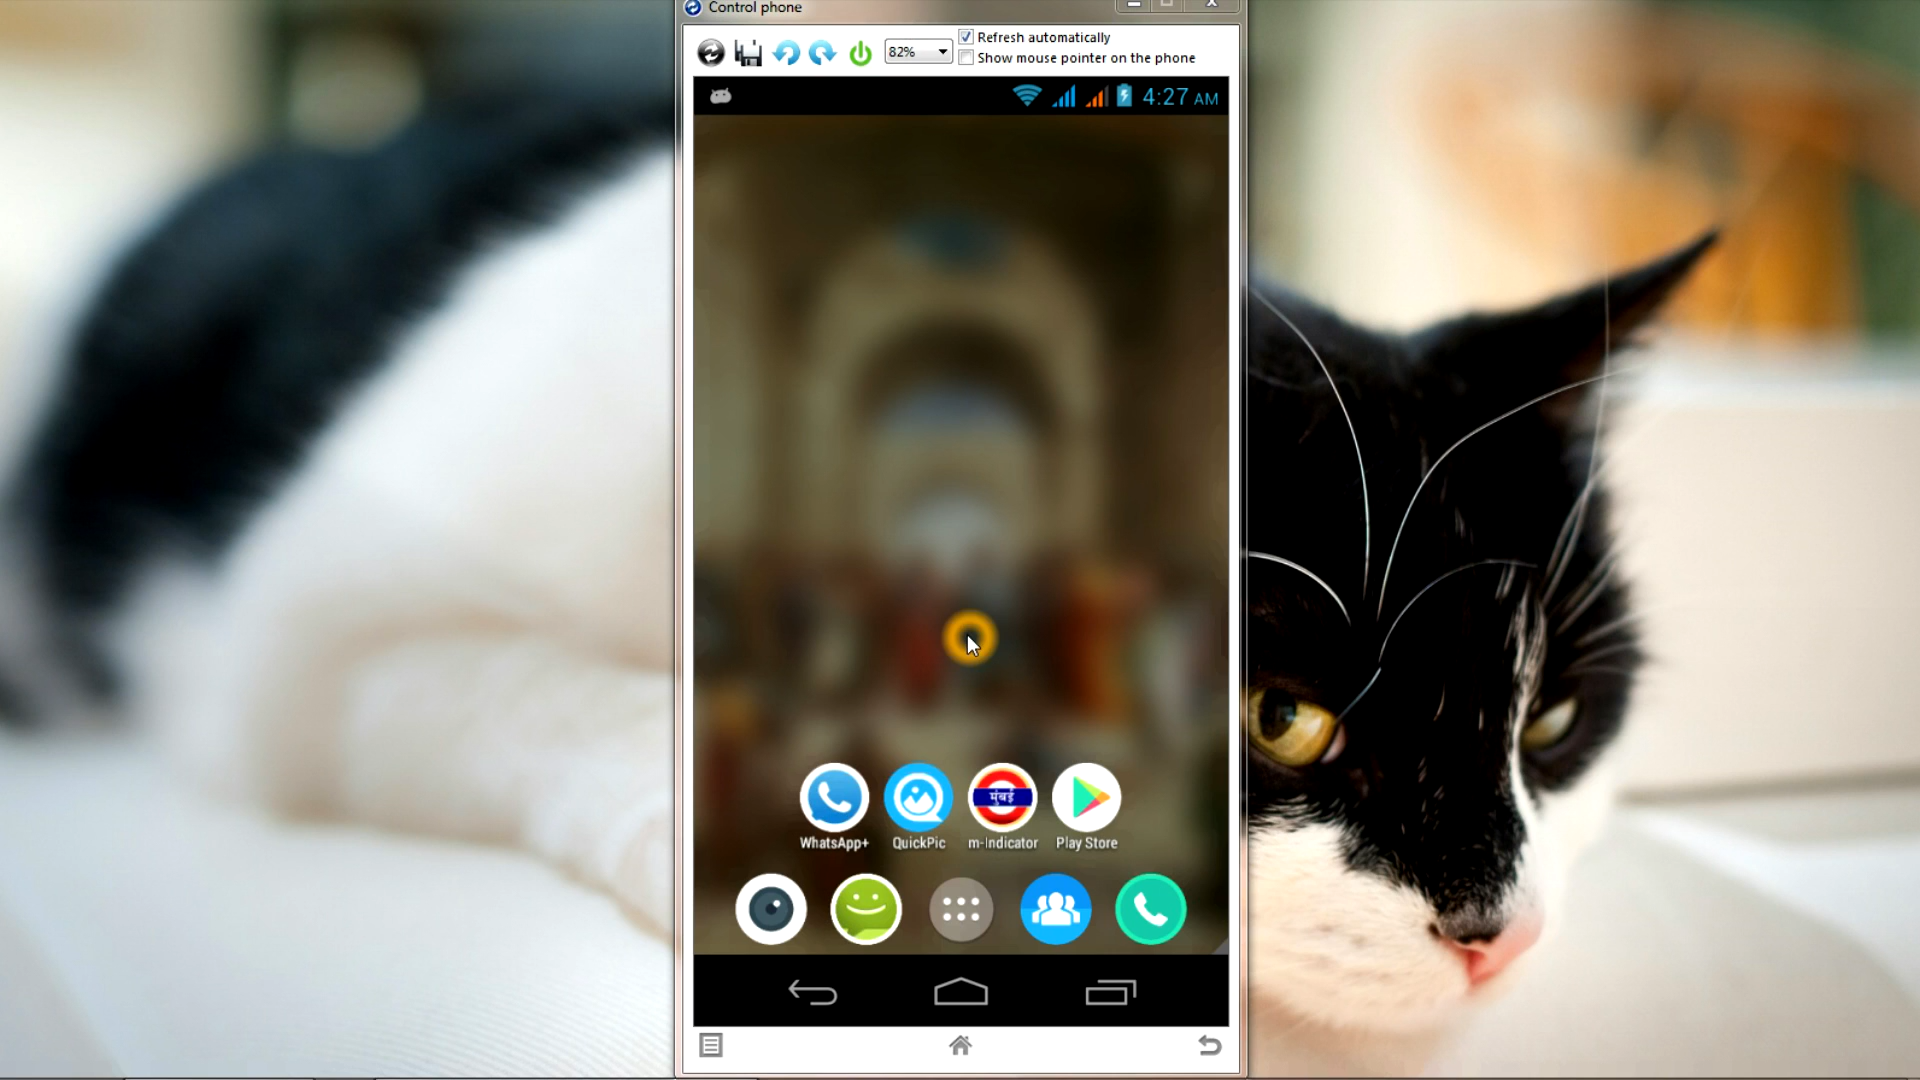 Control phone
82%
Refresh automatically
Show mouse pointer on the phone
4:27 AM
मुंबई
WhatsApp+
QuickPic
m-Indicator
Play Store